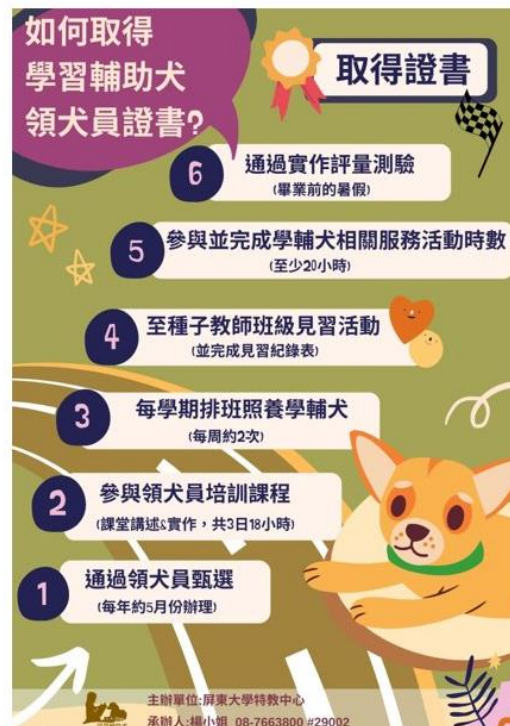 如何取得
學習輔助犬
領犬員證書?
取得證書
6
通過實作評量測驗
(畢業前的暑假)
5
參與並完成學輔犬相關服務活動時數
(至少20小時)
4
至種子教師班級見習活動
(並完成見習紀錄表)
3
每學期排班照養學輔犬
(每周約2次)
2
參與領犬員培訓課程
(課堂講述&實作,共3日18小時)
1
通過領犬員甄選
(每年約5月份辦理)
主辦單位:屏東大學特教中心
承辦人:楊小姐 08-7663800 #29002